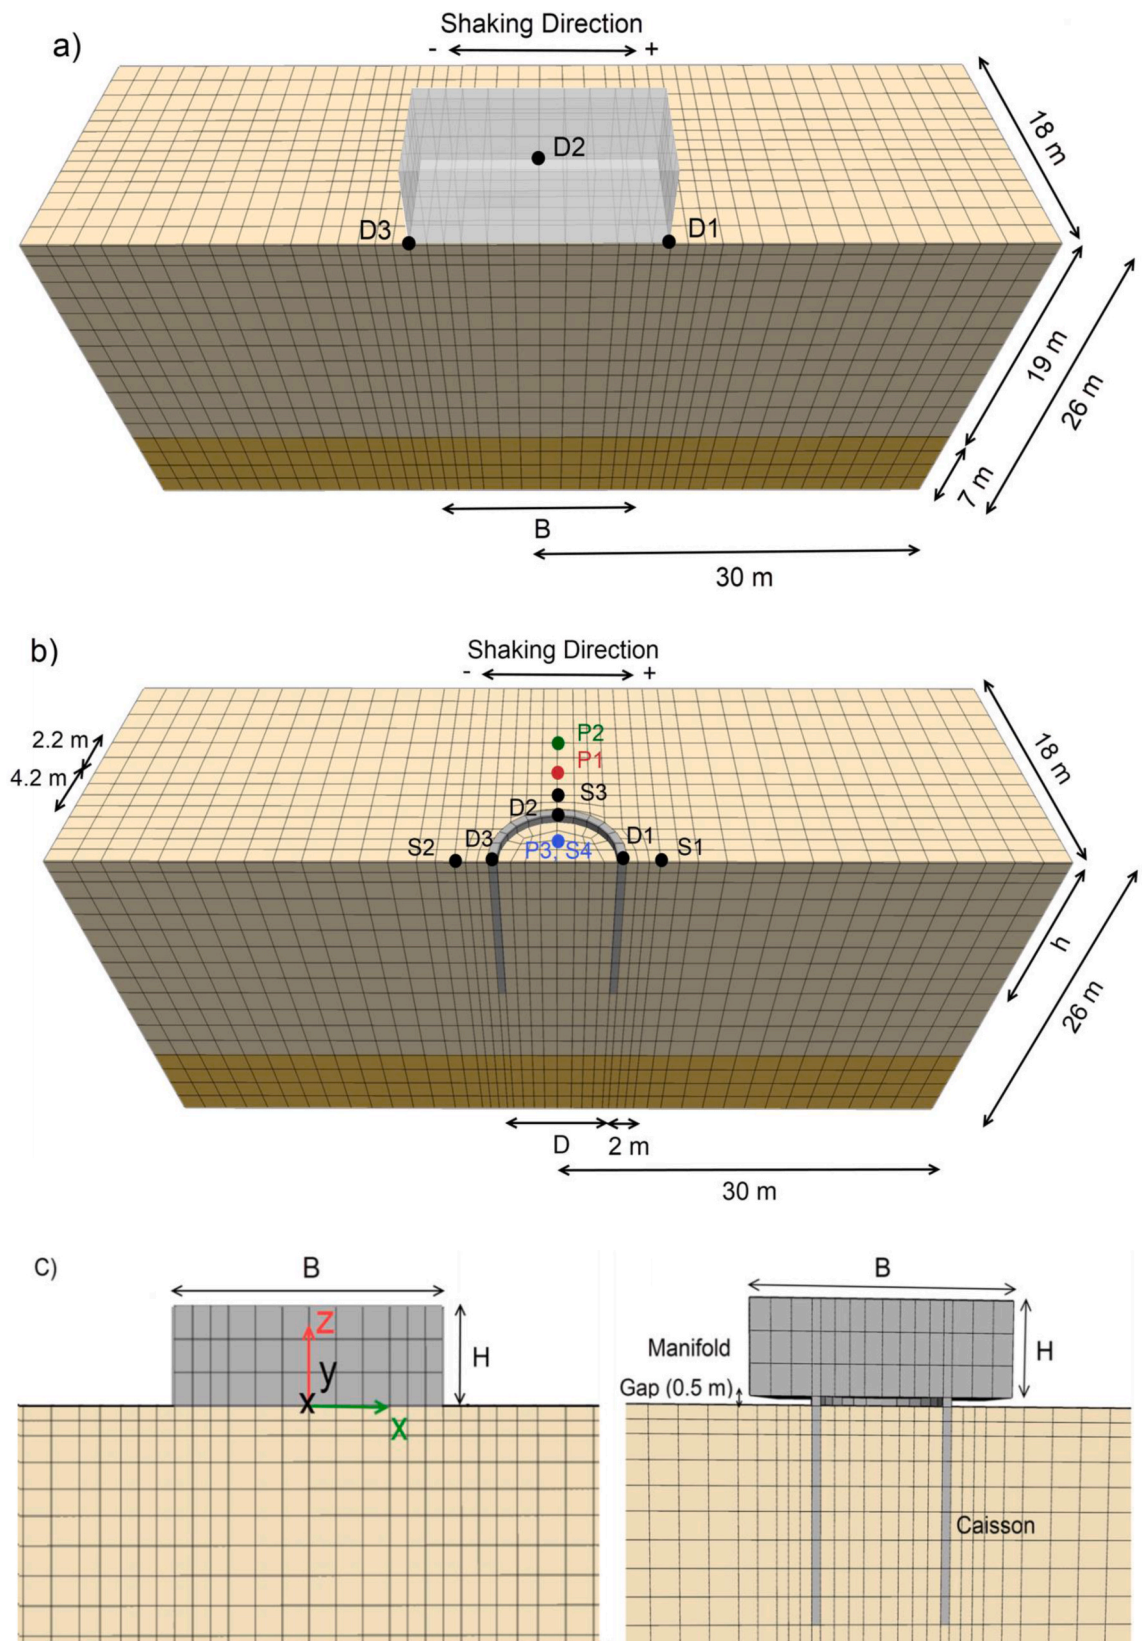 a)
Shaking Direction
- +
D2
D3
D1
18 m
19 m
26 m
7 m
B
30 m
b)
Shaking Direction
- +
2.2 m
4.2 m
P2
P1
S3
D2
D3
D1
S2
S1
P3, S4
18 m
h
26 m
D
2 m
30 m
C)
B
Z
y
X
X
H
B
Manifold
H
Gap (0.5 m)
Caisson